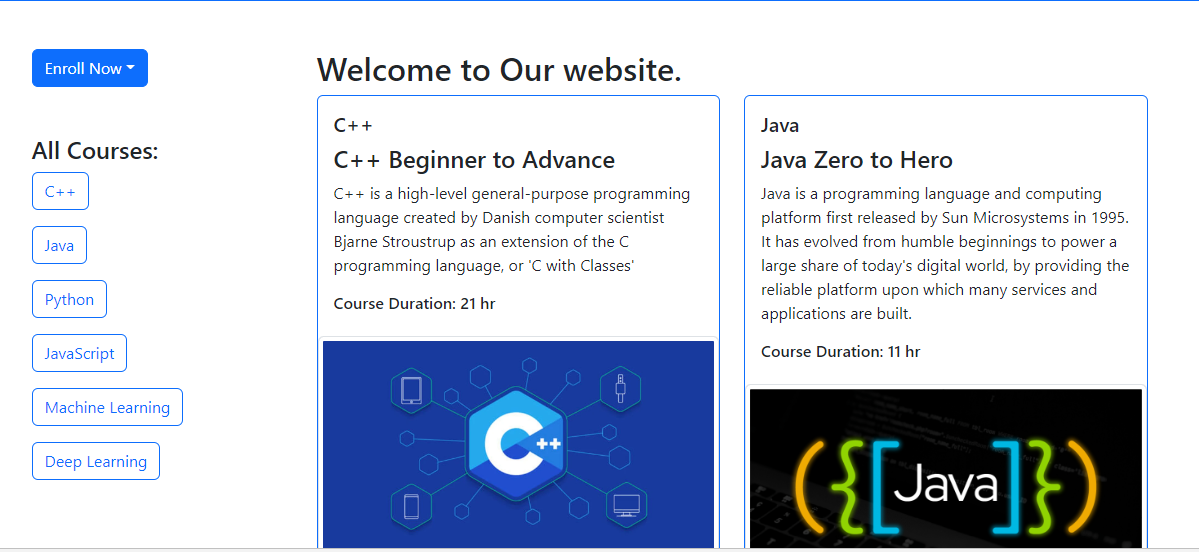 Enroll Now
All Courses:
C++
Java
Python
JavaScript
Machine Learning
Deep Learning
Welcome to Our website.
C++
C++ Beginner to Advance
C++ is a high-level general-purpose programming
language created by Danish computer scientist
Bjarne Stroustrup as an extension of the C
programming language, or 'C with Classes'
Course Duration: 21 hr
C++
Java
Java Zero to Hero
Java is a programming language and computing
platform first released by Sun Microsystems in 1995.
It has evolved from humble beginnings to power a
large share of today's digital world, by providing the
reliable platform upon which many services and
applications are built.
Course Duration: 11 hr
({[Java]})